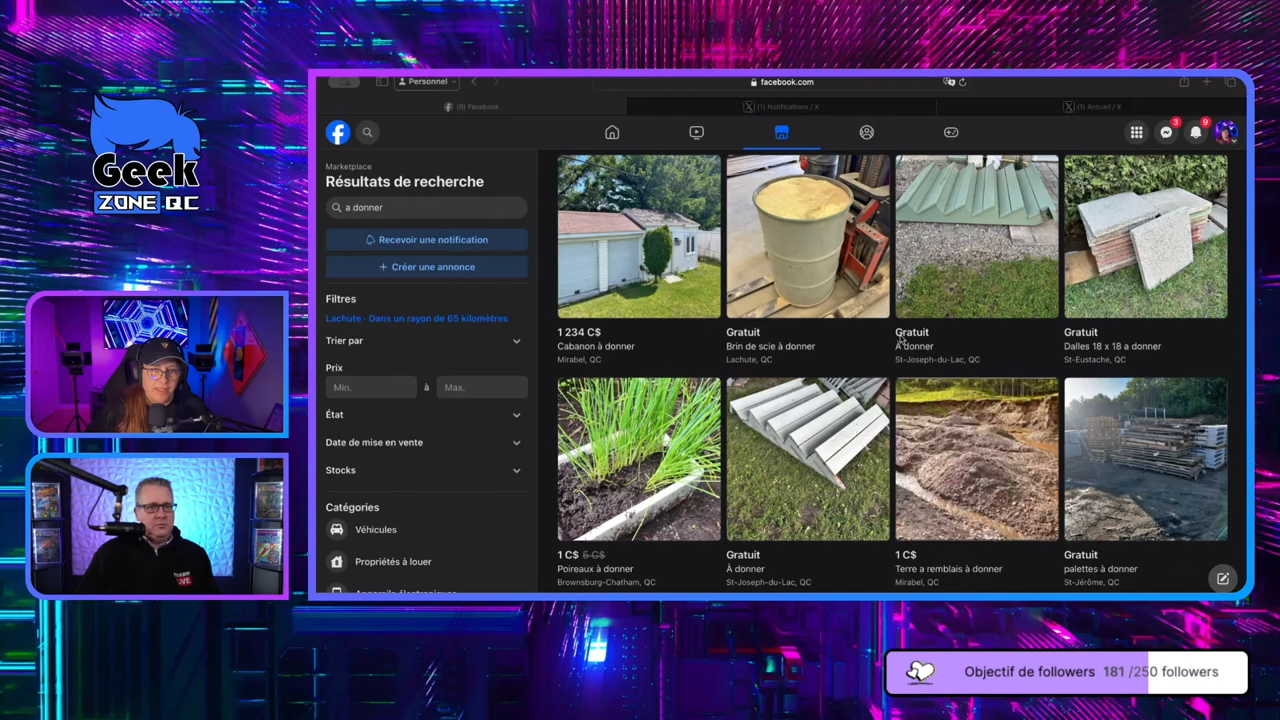 Geek
ZONE QC
Personnel
facebook.com
(9) Facebook
(1) Notifications / X
(1) Accueil / X
3
9
Marketplace
Résultats de recherche
a donner
Recevoir une notification
+ Créer une annonce
Filtres
Lachute · Dans un rayon de 65 kilomètres
Trier par
Prix
Min.
à
Max.
État
Date de mise en vente
Stocks
Catégories
Véhicules
Propriétés à louer
Appareils électroniques
1 234 C$
Cabanon à donner
Mirabel, QC
Gratuit
Brin de scie à donner
Lachute, QC
Gratuit
À donner
St-Joseph-du-Lac, QC
Gratuit
Dalles 18 x 18 a donner
St-Eustache, QC
1 C$ 5 C$
Poireaux à donner
Brownsburg-Chatham, QC
Gratuit
À donner
St-Joseph-du-Lac, QC
1 C$
Terre a remblais à donner
Mirabel, QC
Gratuit
palettes à donner
St-Jérôme, QC
LIVE
Objectif de followers 181 /250 followers